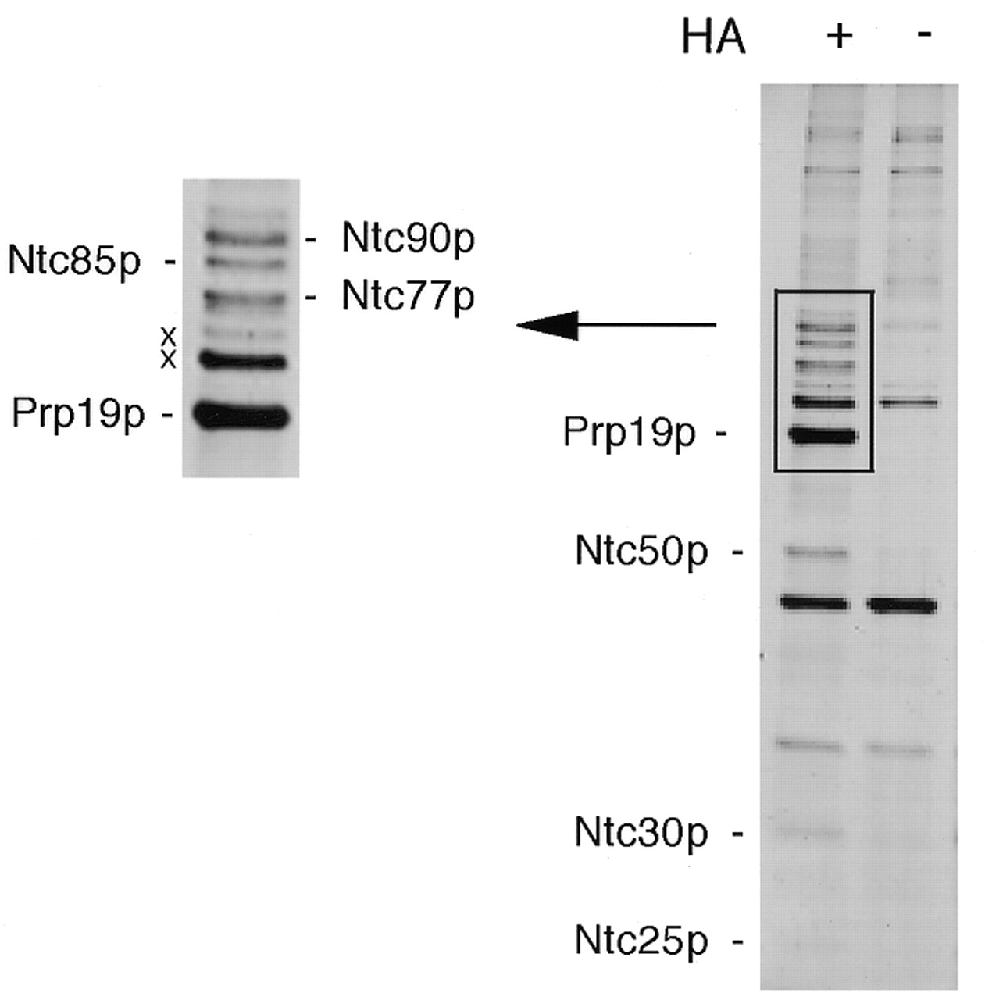 HA + -
Ntc85p -
- Ntc90p
- Ntc77p
x
x
Prp19p -
Prp19p -
Ntc50p -
Ntc30p -
Ntc25p -